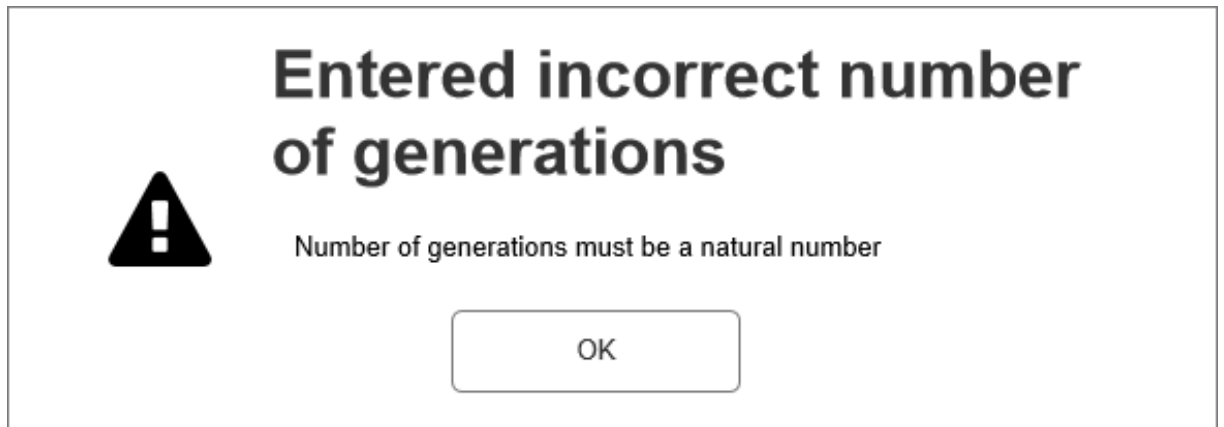 Entered incorrect number
of generations
Number of generations must be a natural number
OK